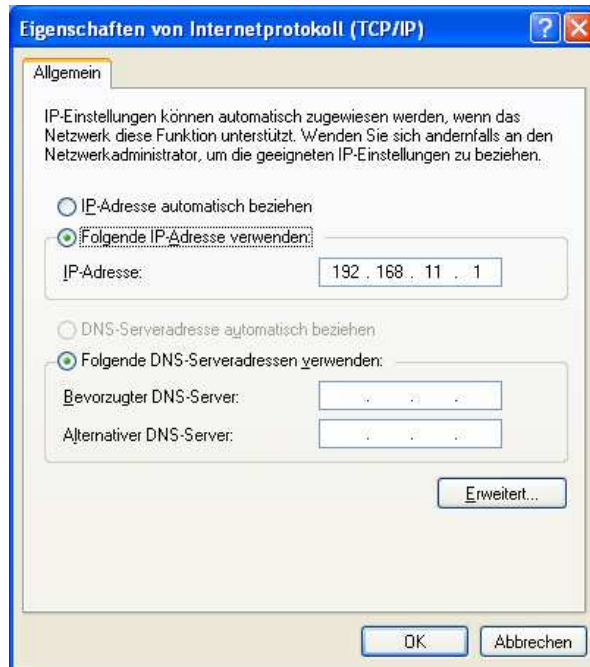 Eigenschaften von Internetprotokoll (TCP/IP)
Allgemein
IP-Einstellungen können automatisch zugewiesen werden, wenn das
Netzwerk diese Funktion unterstützt. Wenden Sie sich andernfalls an den
Netzwerkadministrator, um die geeigneten IP-Einstellungen zu beziehen.
IP-Adresse automatisch beziehen
Folgende IP-Adresse verwenden:
IP-Adresse: 192 . 168 . 11 . 1
DNS-Serveradresse automatisch beziehen
Folgende DNS-Serveradressen verwenden:
Bevorzugter DNS-Server: . . .
Alternativer DNS-Server: . . .
Erweitert...
OK Abbrechen